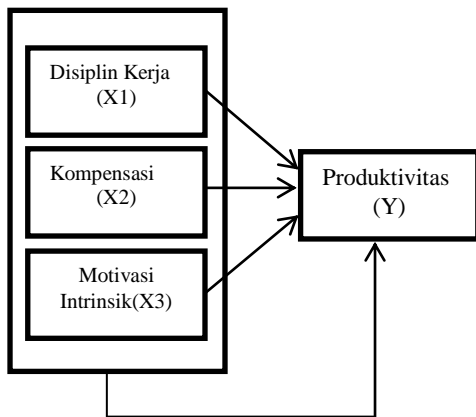 Disiplin Kerja
(X1)
Kompensasi
(X2)
Motivasi
Intrinsik(X3)
Produktivitas
(Y)